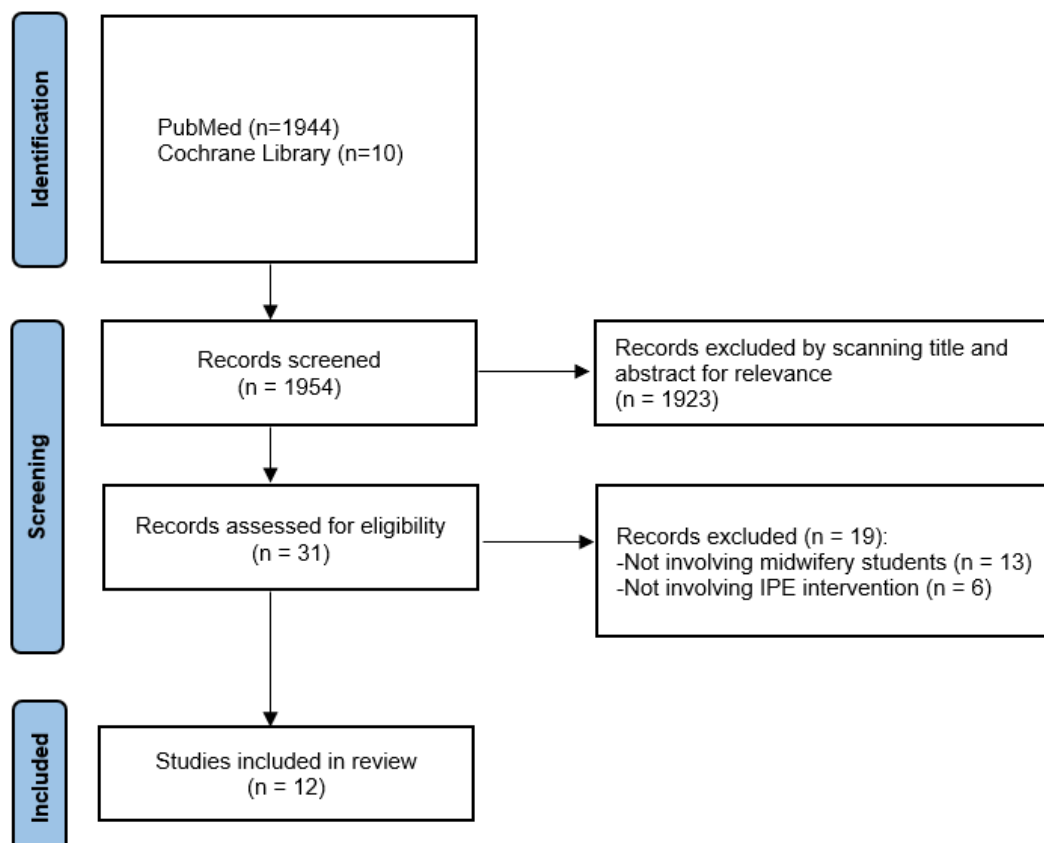 Identification
PubMed (n=1944)
Cochrane Library (n=10)
Screening
Records screened
(n = 1954)
Records excluded by scanning title and
abstract for relevance
(n = 1923)
Records assessed for eligibility
(n = 31)
Records excluded (n = 19):
-Not involving midwifery students (n = 13)
-Not involving IPE intervention (n = 6)
Included
Studies included in review
(n = 12)